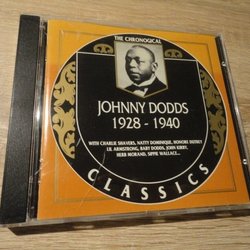 THE CHRONOGICAL
JOHNNY DODDS
1928 - 1940
WITH CHARLIE SHAVERS, NATTY DOMINIQUE, HONORE DUTREY
LIL ARMSTRONG, BABY DODDS, JOHN KIRBY,
HERB MORAND, SIPPIE WALLACE...
CLASSICS